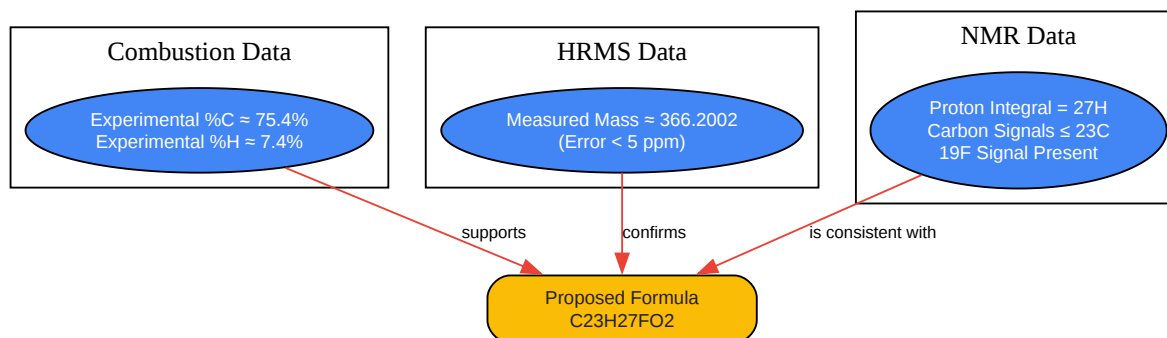 Combustion Data
Experimental %C ≈ 75.4%
Experimental %H ≈ 7.4%
HRMS Data
Measured Mass ≈ 366.2002
(Error < 5 ppm)
NMR Data
Proton Integral = 27H
Carbon Signals ≤ 23C
19F Signal Present
supports
confirms
is consistent with
Proposed Formula
C23H27FO2